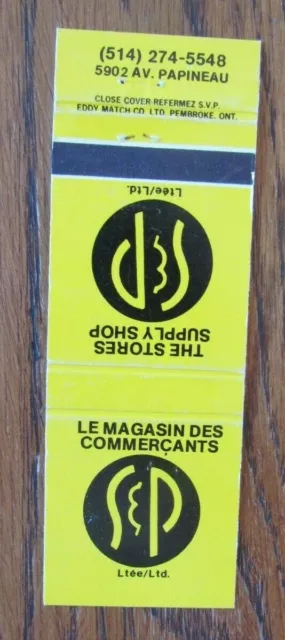 (514) 274-5548
5902 AV. PAPINEAU
CLOSE COVER-REFERMEZ S.V.P.
EDDY MATCH CO. LTD. PEMBROKE, ONT.
THE STORES
SUPPLY SHOP
S&P
Ltée/Ltd.
LE MAGASIN DES
COMMERÇANTS
S&P
Ltée/Ltd.